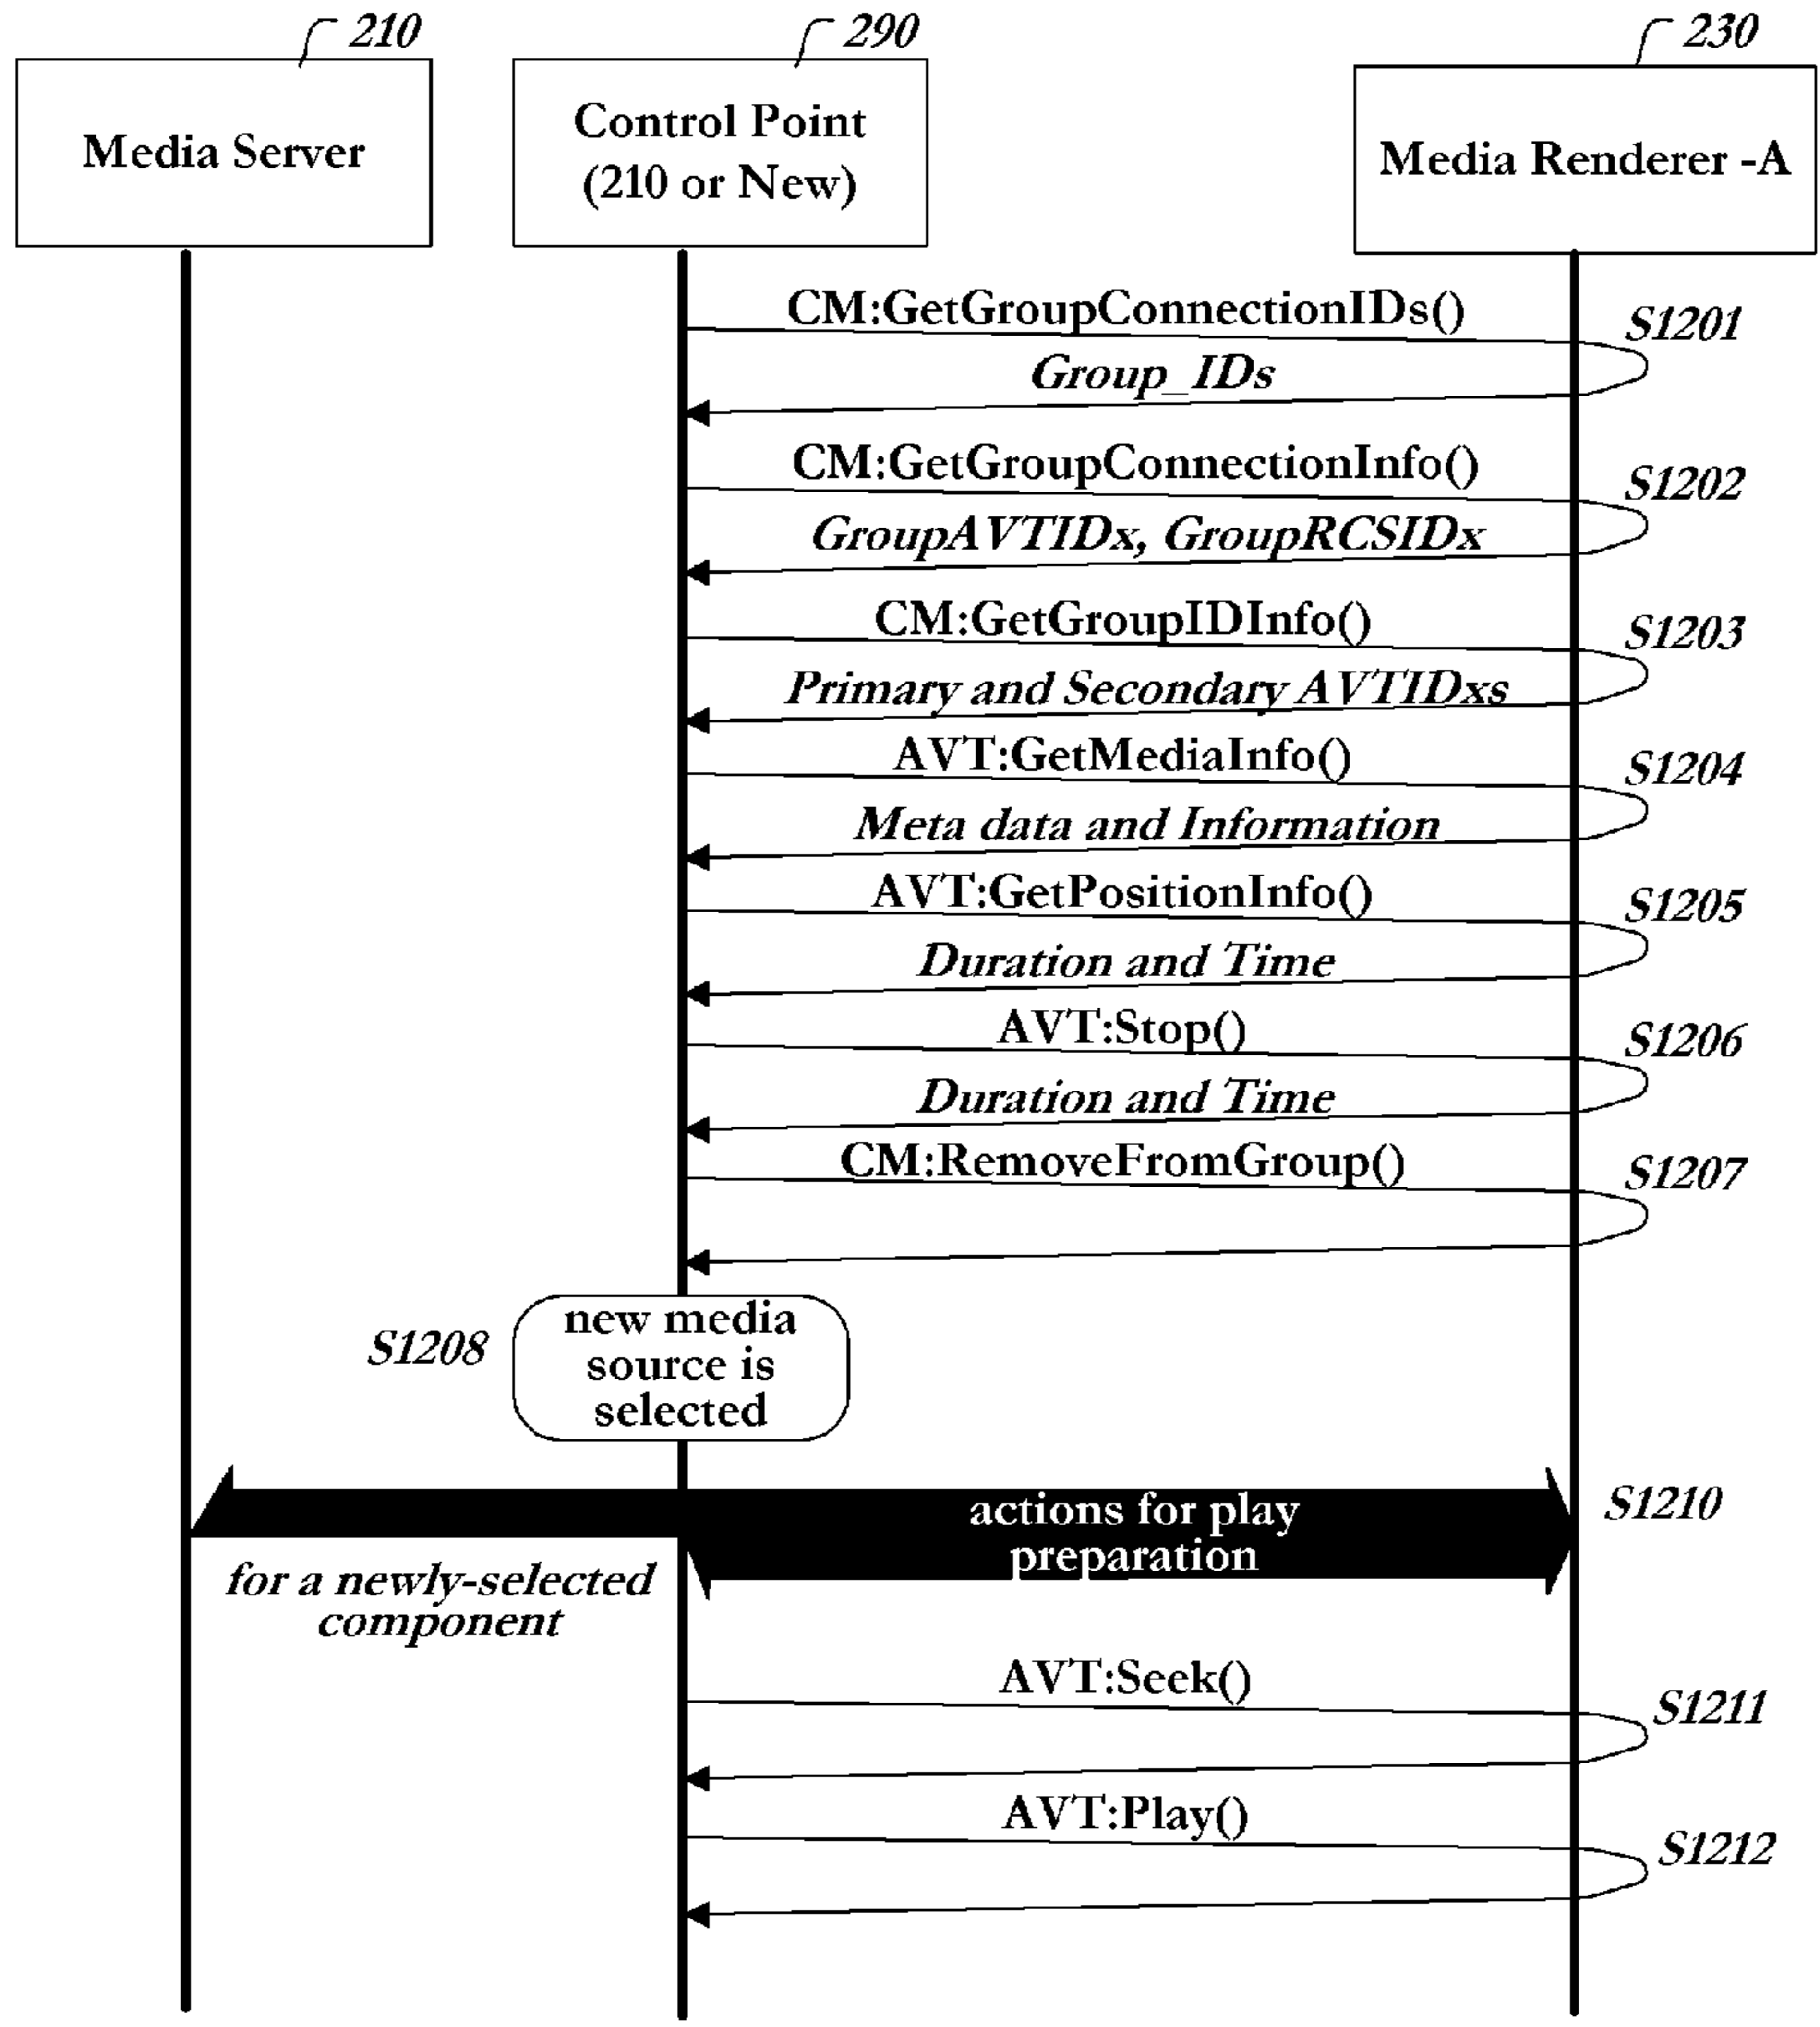 210
290
230
Media Server
Control Point
(210 or New)
Media Renderer -A
CM:GetGroupConnectionIDs()
S1201
Group_IDs
CM:GetGroupConnectionInfo()
S1202
GroupAVTIDx, GroupRCSIDx
CM:GetGroupIDInfo()
S1203
Primary and Secondary AVTIDxs
AVT:GetMediaInfo()
S1204
Meta data and Information
AVT:GetPositionInfo()
S1205
Duration and Time
AVT:Stop()
S1206
Duration and Time
CM:RemoveFromGroup()
S1207
S1208
new media
source is
selected
actions for play
preparation
S1210
for a newly-selected
component
AVT:Seek()
S1211
AVT:Play()
S1212